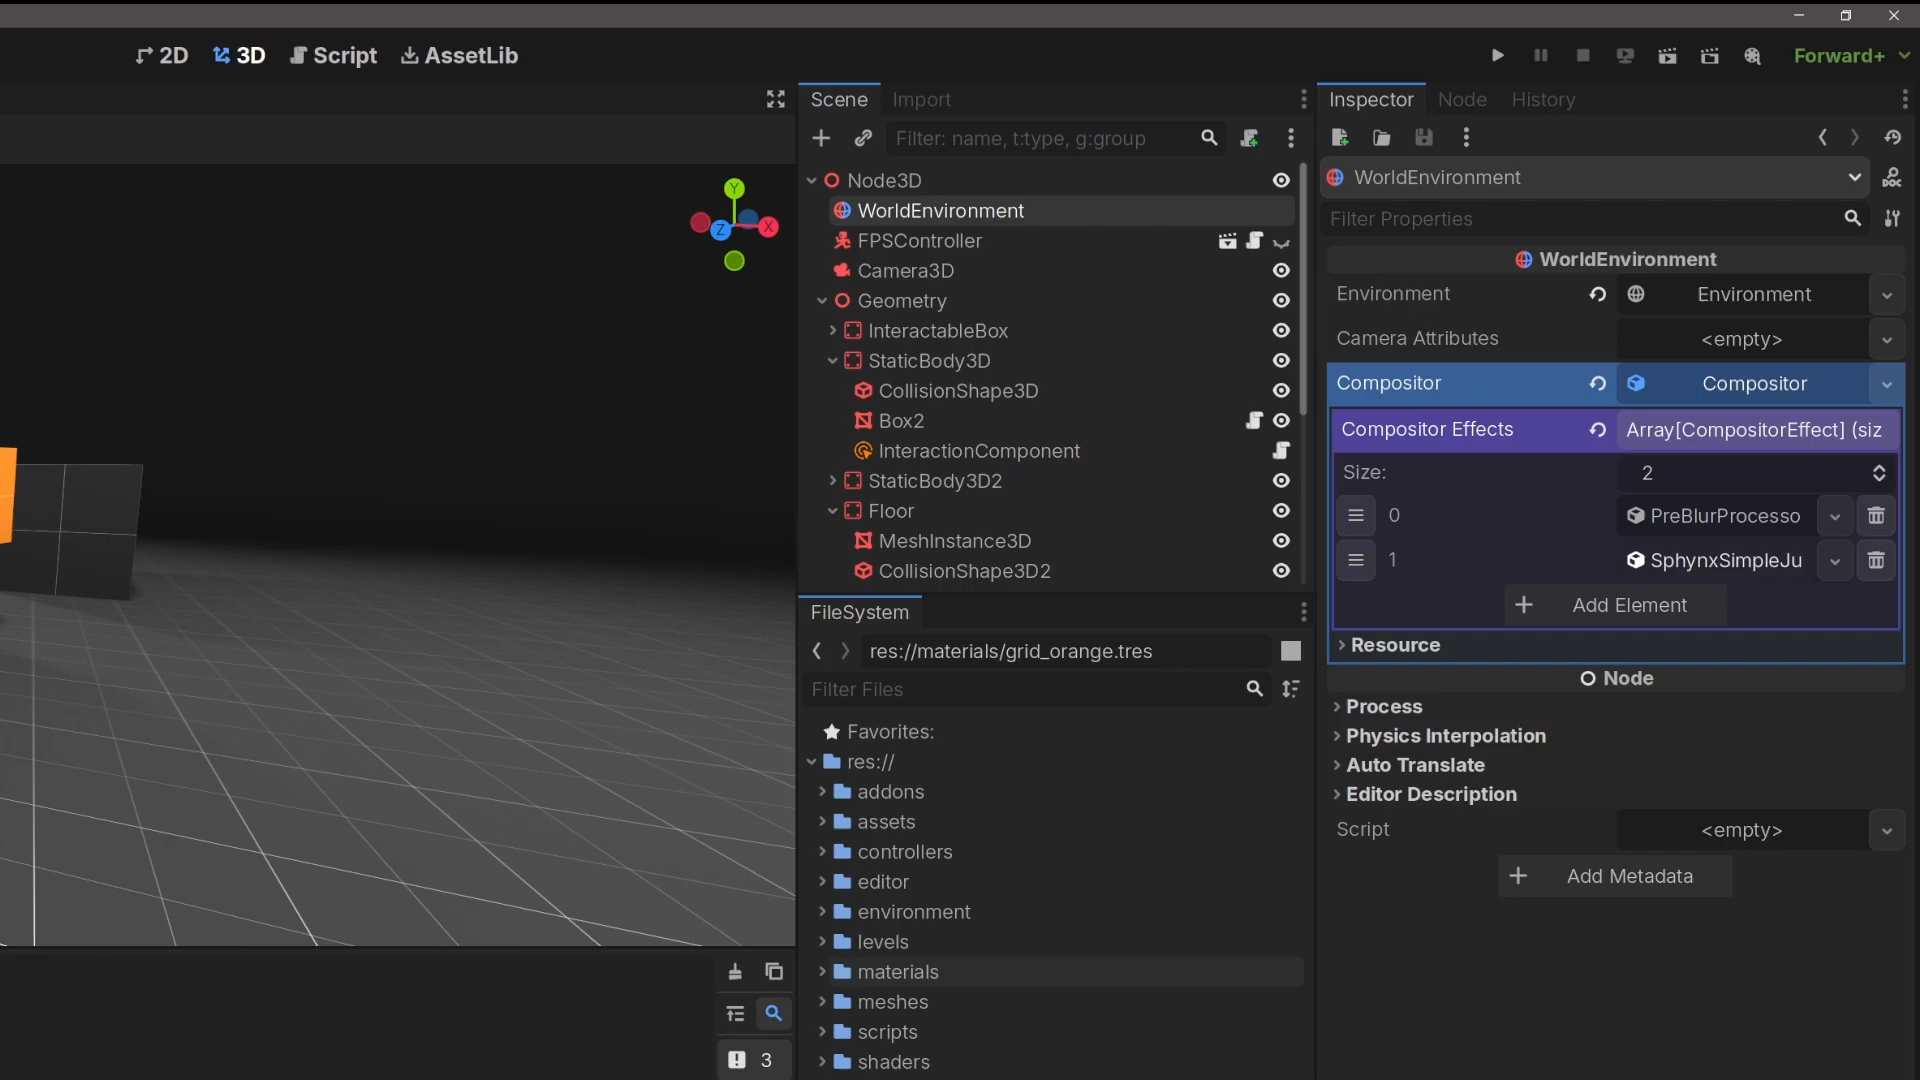 2D 3D Script AssetLib
Forward+
Y
X
Z
3
Scene Import
Filter: name, t:type, g:group
Node3D
WorldEnvironment
FPSController
Camera3D
Geometry
InteractableBox
StaticBody3D
CollisionShape3D
Box2
InteractionComponent
StaticBody3D2
Floor
MeshInstance3D
CollisionShape3D2
FileSystem
res://materials/grid_orange.tres
Filter Files
Favorites:
res://
addons
assets
controllers
editor
environment
levels
materials
meshes
scripts
shaders
Inspector Node History
WorldEnvironment
DOC
Filter Properties
WorldEnvironment
Environment Environment
Camera Attributes <empty>
Compositor Compositor
Compositor Effects Array[CompositorEffect] (siz
Size: 2
0 PreBlurProcesso
1 SphynxSimpleJu
Add Element
Resource
Node
Process
Physics Interpolation
Auto Translate
Editor Description
Script <empty>
Add Metadata